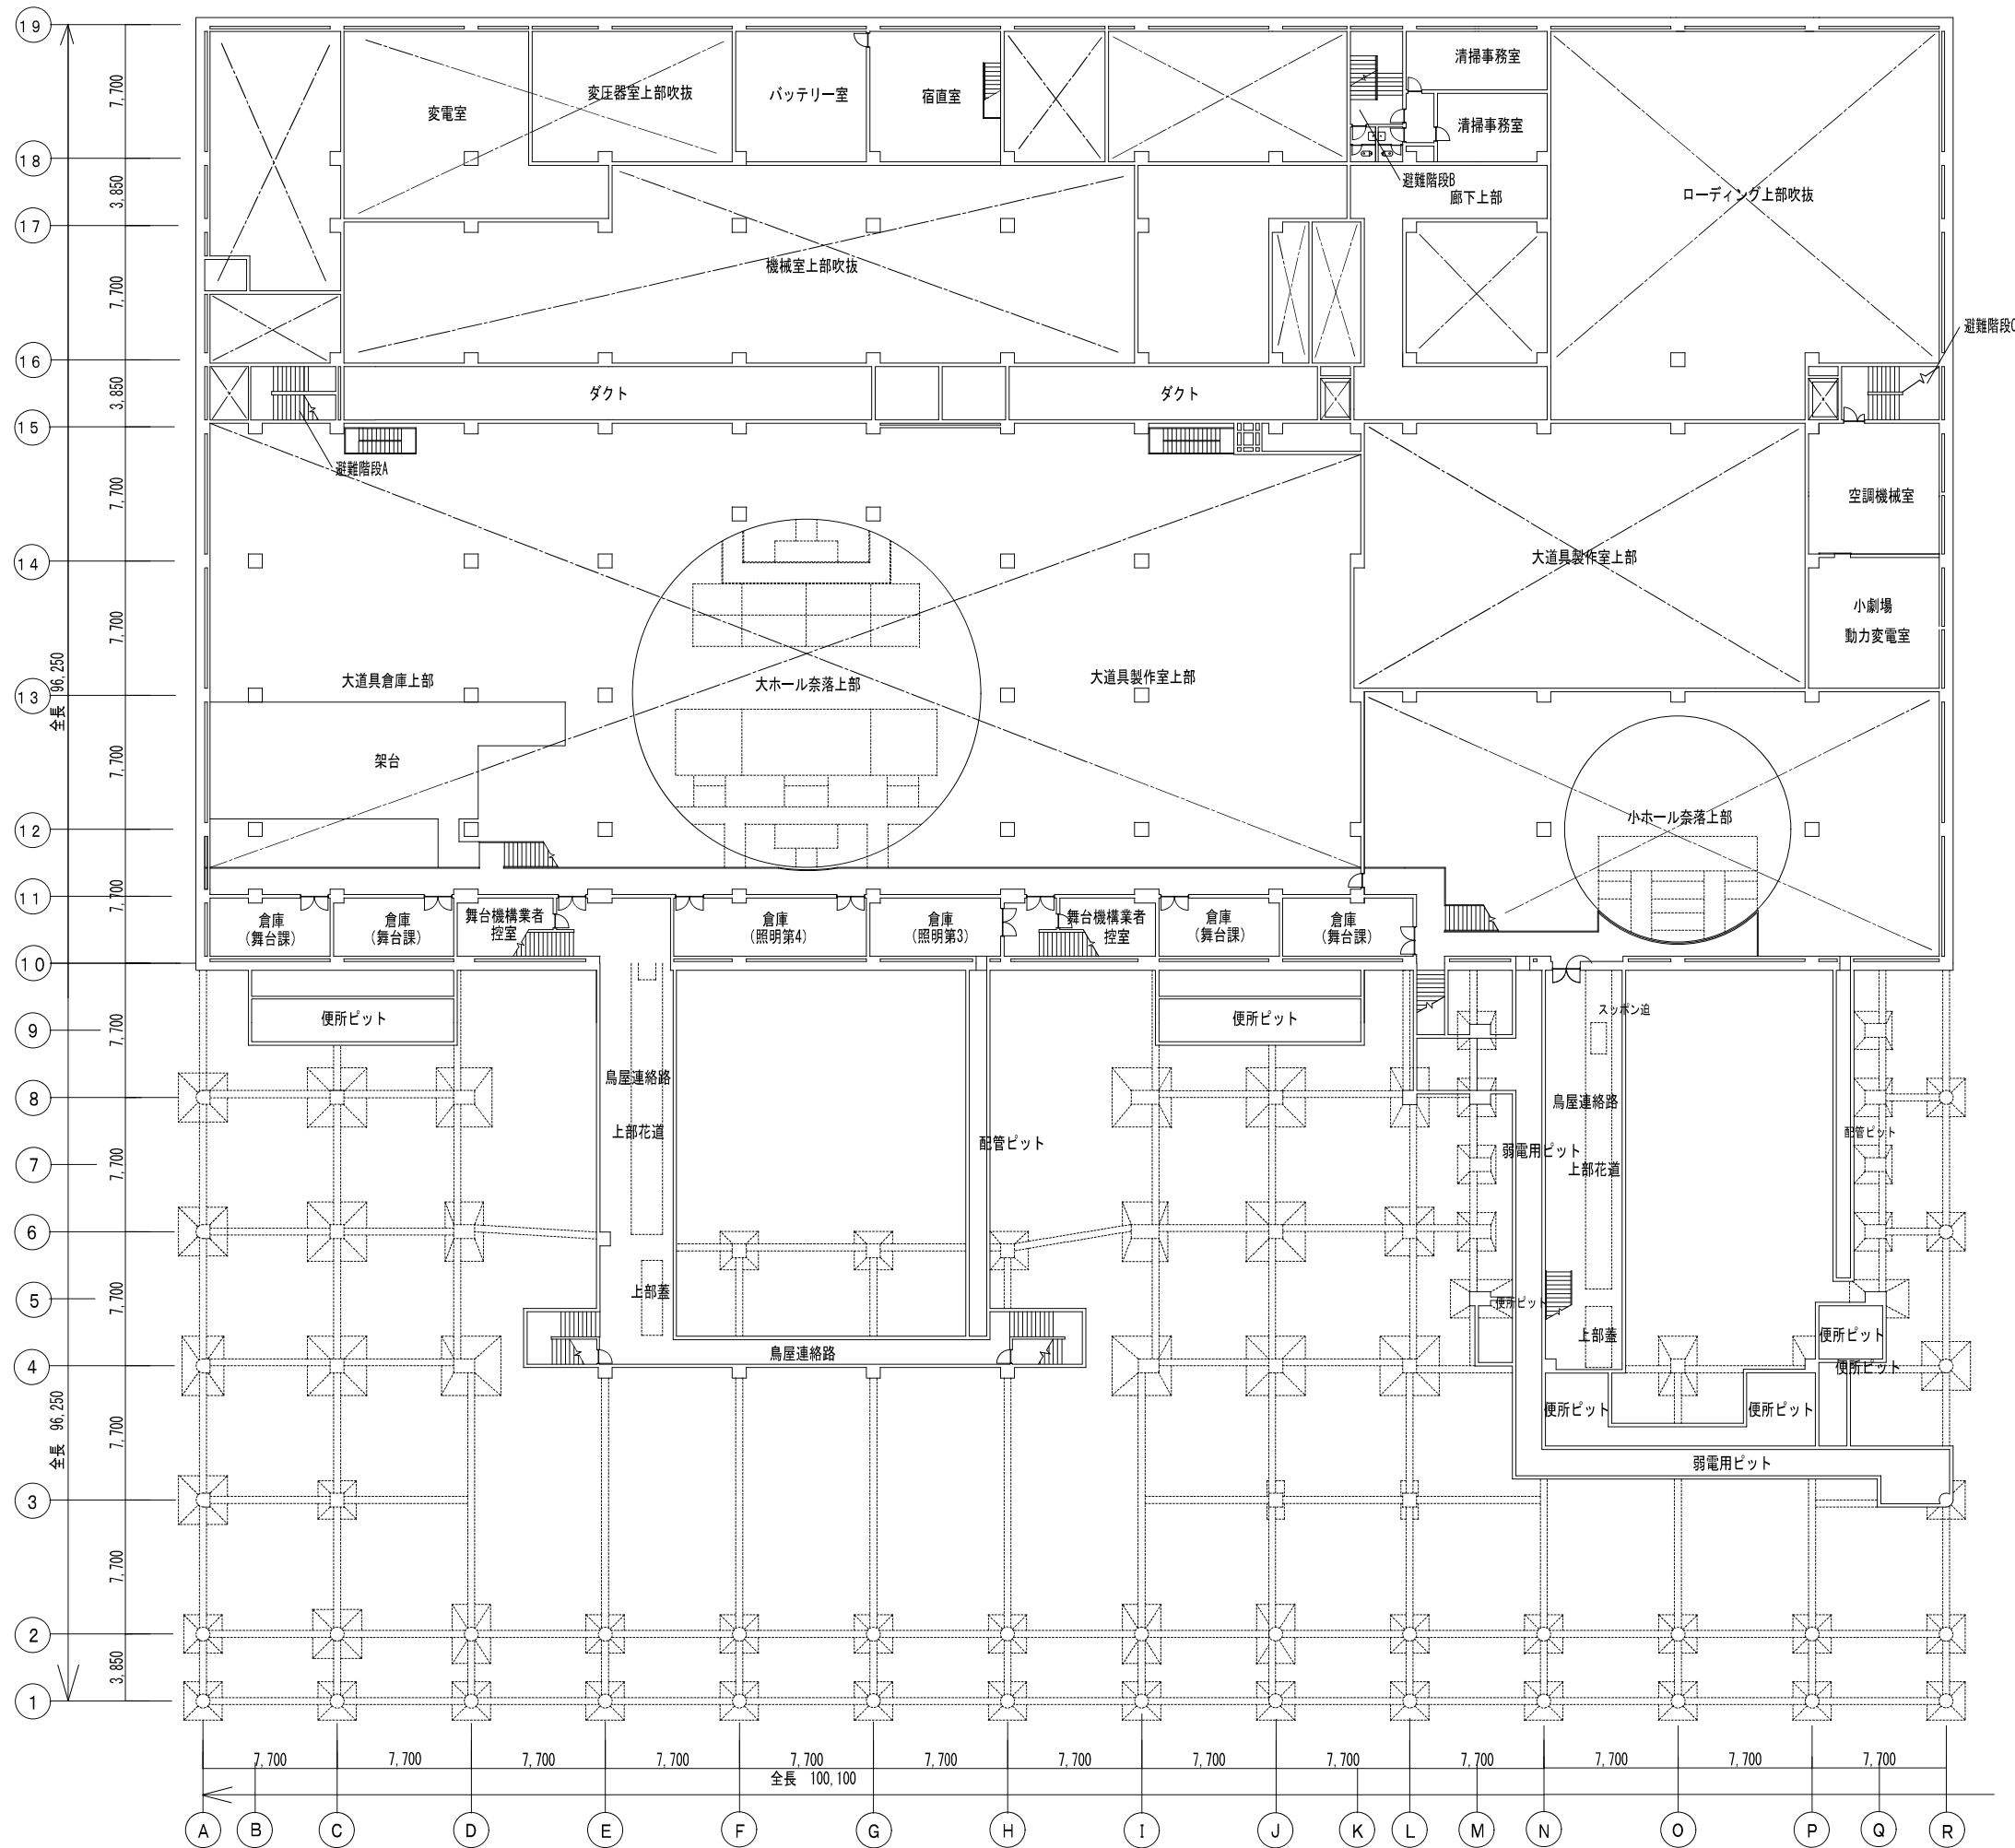 19
清掃事務室
7,700
変圧器室上部吹抜
バッテリー室
宿直室
変電室
清掃事務室
18
避難階段B
3,850
廊下上部
ローディング上部吹抜
17
機械室上部吹抜
7,700
避難階段C
16
3,850
ダクト
ダクト
15
避難階段A
7,700
空調機械室
14
大道具製作室上部
7,700
小劇場
動力変電室
大道具倉庫上部
大ホール奈落上部
大道具製作室上部
13
全長 96,250
7,700
架台
12
小ホール奈落上部
7,700
11
倉庫
(舞台課)
倉庫
(舞台課)
舞台機構業者
控室
倉庫
(照明第4)
倉庫
(照明第3)
舞台機構業者
控室
倉庫
(舞台課)
倉庫
(舞台課)
10
9
7,700
便所ピット
便所ピット
スッポン迫
鳥屋連絡路
鳥屋連絡路
8
上部花道
配管ピット
配管ピット
7
7,700
弱電用ピット
上部花道
6
5
7,700
上部蓋
便所ピット
上部蓋
便所ピット
鳥屋連絡路
4
便所ピット
全長 96,250
7,700
便所ピット
便所ピット
弱電用ピット
3
7,700
2
3,850
1
7,700
7,700
7,700
7,700
7,700
7,700
7,700
7,700
7,700
7,700
7,700
7,700
7,700
全長 100,100
A
B
C
D
E
F
G
H
I
J
K
L
M
N
O
P
Q
R